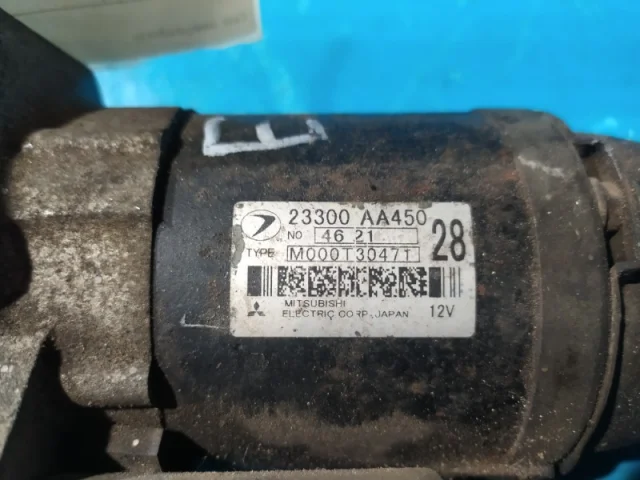 E
23300 AA450
NO 46 21
28
TYPE M000T30471
MITSUBISHI
ELECTRIC CORP., JAPAN 12V